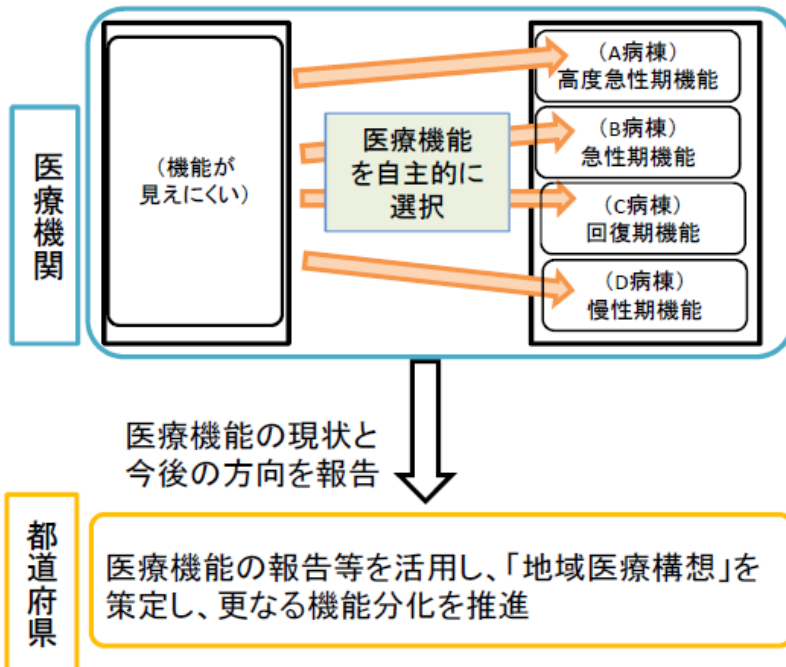 医療機関
(機能が
見えにくい)
医療機能
を自主的に
選択
(A病棟)
高度急性期機能
(B病棟)
急性期機能
(C病棟)
回復期機能
(D病棟)
慢性期機能
医療機能の現状と
今後の方向を報告
都道府県
医療機能の報告等を活用し、「地域医療構想」を
策定し、更なる機能分化を推進